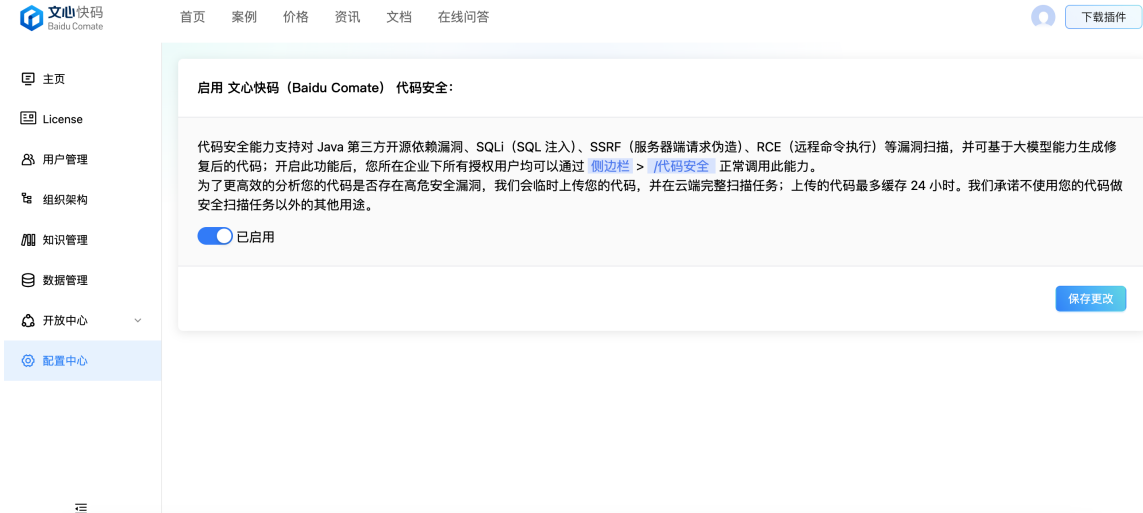 文心快码
Baidu Comate
首页 案例 价格 资讯 文档 在线问答
下载插件
主页
License
用户管理
组织架构
知识管理
数据管理
开放中心
配置中心
启用 文心快码（Baidu Comate） 代码安全：
代码安全能力支持对 Java 第三方开源依赖漏洞、SQLi（SQL 注入）、SSRF（服务器端请求伪造）、RCE（远程命令执行）等漏洞扫描，并可基于大模型能力生成修
复后的代码；开启此功能后，您所在企业下所有授权用户均可以通过 侧边栏 > /代码安全 正常调用此能力。
为了更高效的分析您的代码是否存在高危安全漏洞，我们会临时上传您的代码，并在云端完整扫描任务；上传的代码最多缓存 24 小时。我们承诺不使用您的代码做
安全扫描任务以外的其他用途。
已启用
保存更改